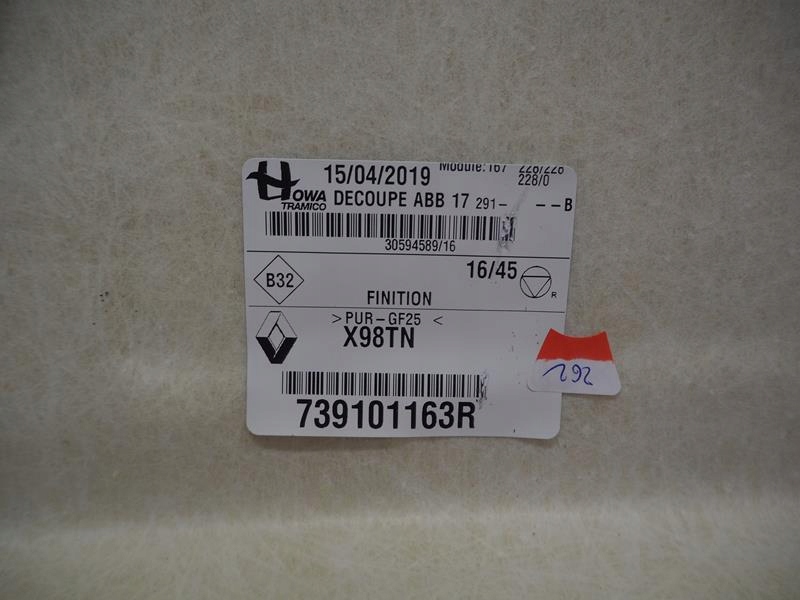 HOWA
TRAMICO
15/04/2019
Module:167 228/228
228/0
DECOUPE ABB 17 291- --B
30594589/16
B32
16/45
R
FINITION
>PUR-GF25 <
X98TN
292
739101163R